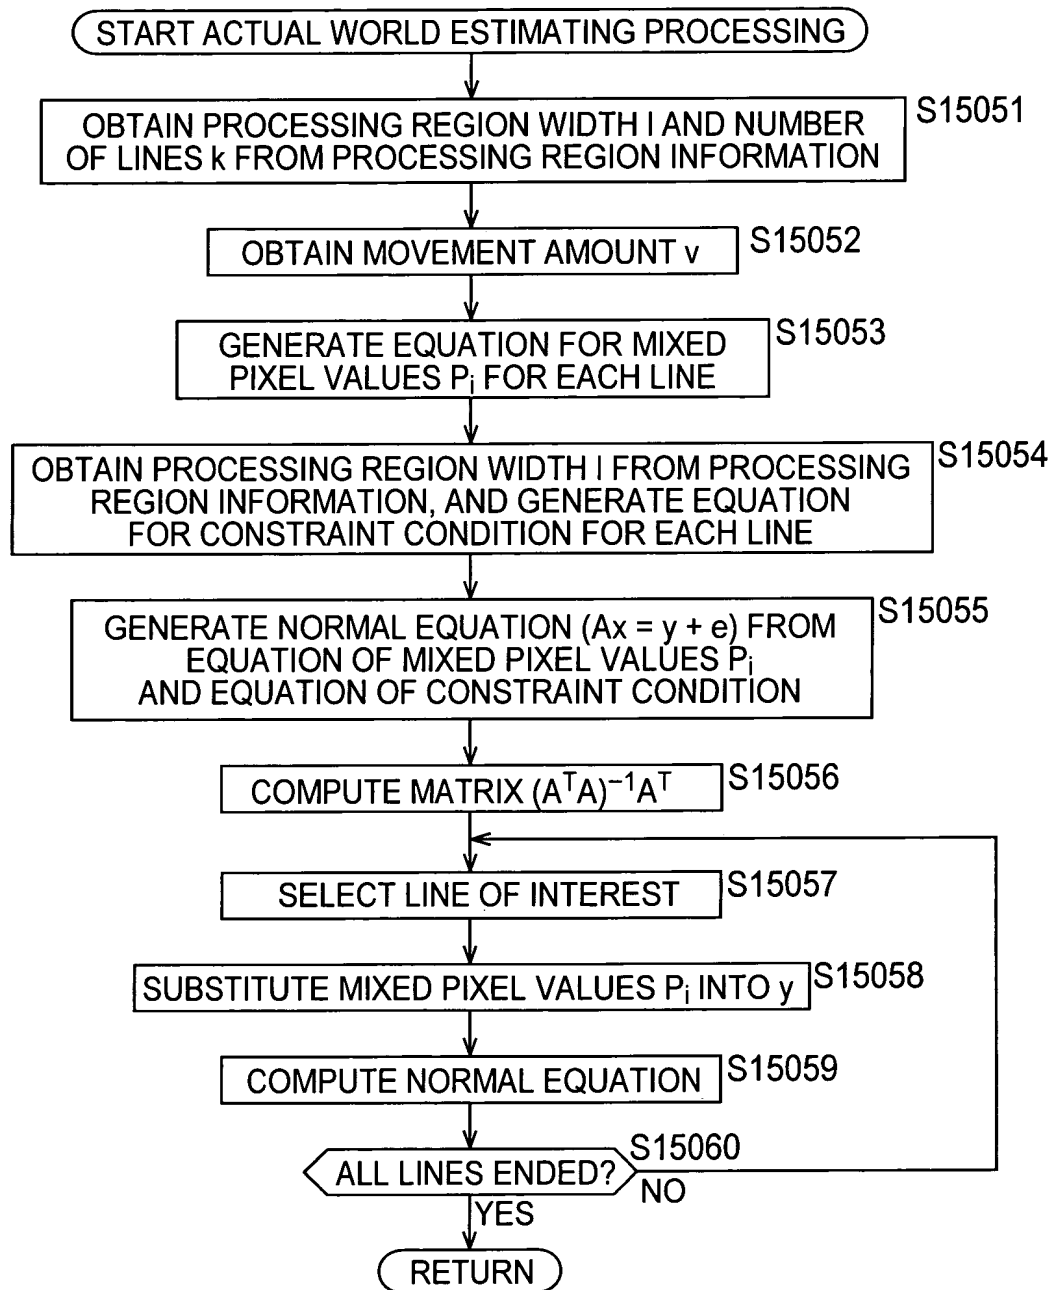 START ACTUAL WORLD ESTIMATING PROCESSING
S15051
OBTAIN PROCESSING REGION WIDTH l AND NUMBER
OF LINES k FROM PROCESSING REGION INFORMATION
S15052
OBTAIN MOVEMENT AMOUNT v
S15053
GENERATE EQUATION FOR MIXED
PIXEL VALUES Pi FOR EACH LINE
S15054
OBTAIN PROCESSING REGION WIDTH l FROM PROCESSING
REGION INFORMATION, AND GENERATE EQUATION
FOR CONSTRAINT CONDITION FOR EACH LINE
S15055
GENERATE NORMAL EQUATION (Ax = y + e) FROM
EQUATION OF MIXED PIXEL VALUES Pi
AND EQUATION OF CONSTRAINT CONDITION
S15056
COMPUTE MATRIX (AᵀA)⁻¹Aᵀ
S15057
SELECT LINE OF INTEREST
S15058
SUBSTITUTE MIXED PIXEL VALUES Pi INTO y
S15059
COMPUTE NORMAL EQUATION
S15060
ALL LINES ENDED?
NO
YES
RETURN